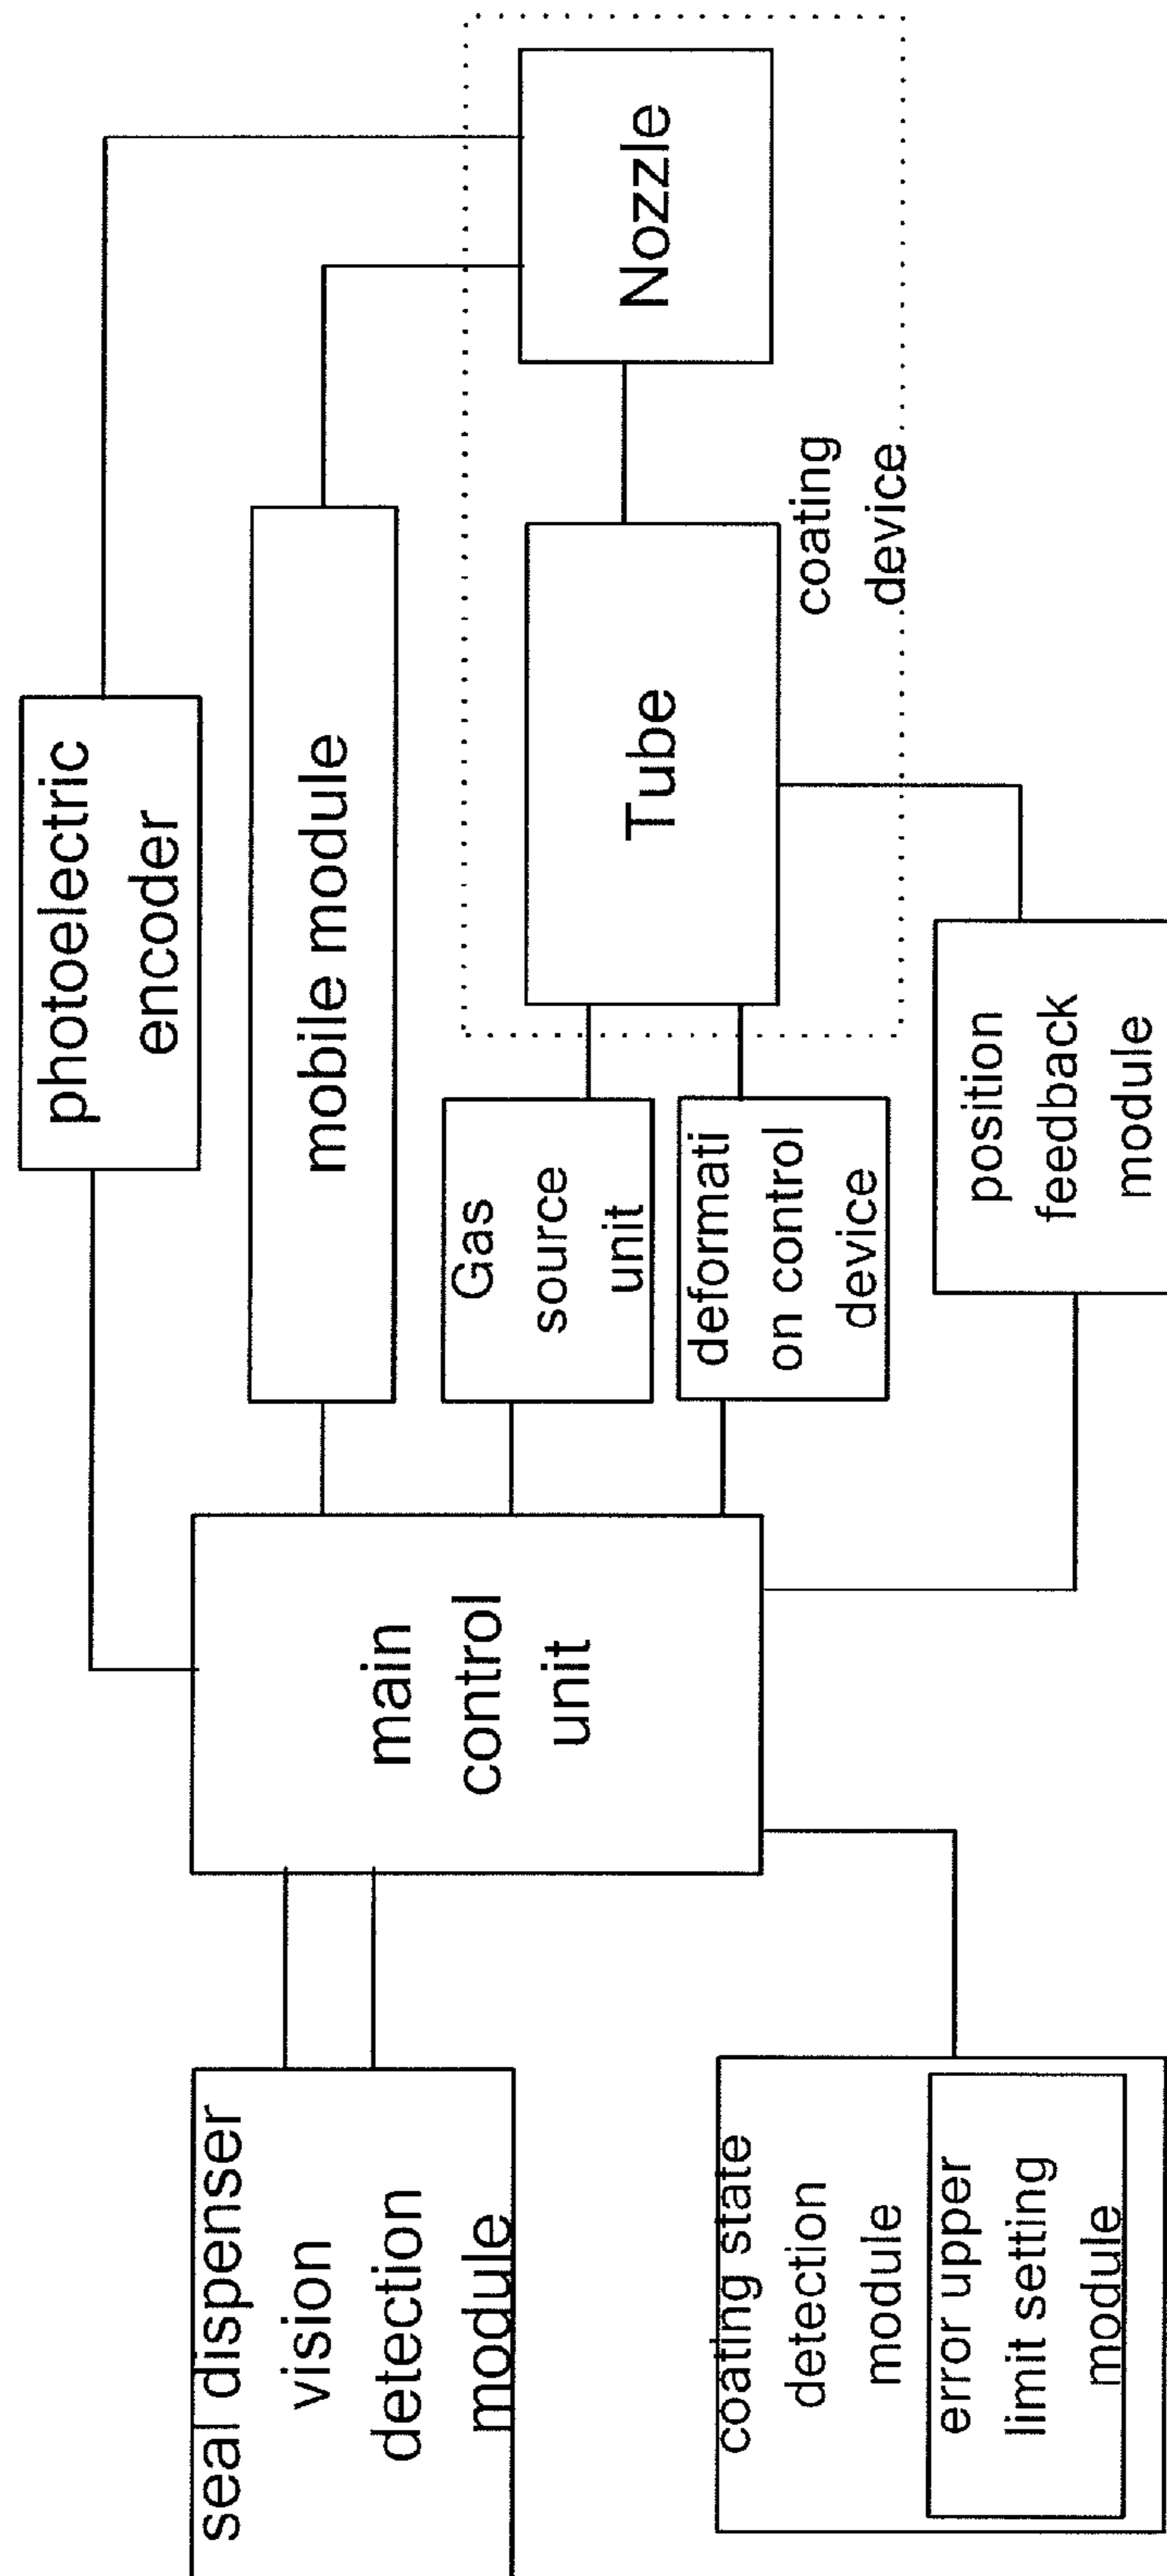 photoelectric
encoder
mobile module
Nozzle
Tube
coating
device
Gas
source
unit
deformati
on control
device
position
feedback
module
main
control
unit
seal dispenser
vision
detection
module
coating state
detection
module
error upper
limit setting
module